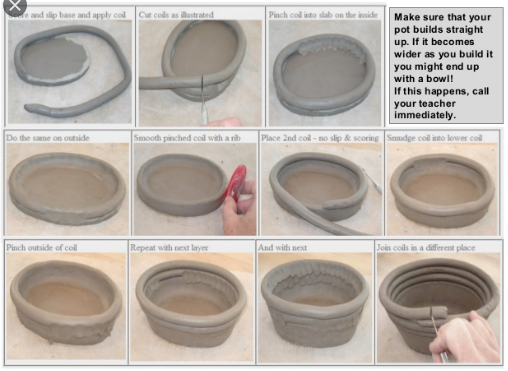 and slip base and apply coil
Cut coils as illustrated
Pinch coil into slab on the inside
Make sure that your
pot builds straight
up. If it becomes
wider as you build it
you might end up
with a bowl!
If this happens, call
your teacher
immediately.
Do the same on outside
Smooth pinched coil with a rib
Place 2nd coil - no slip & scoring
Smudge coil into lower coil
Pinch outside of coil
Repeat with next layer
And with next
Join coils in a different place